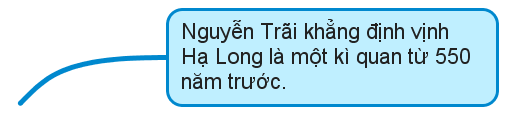 Nguyễn Trãi khẳng định vịnh
Hạ Long là một kì quan từ 550
năm trước.